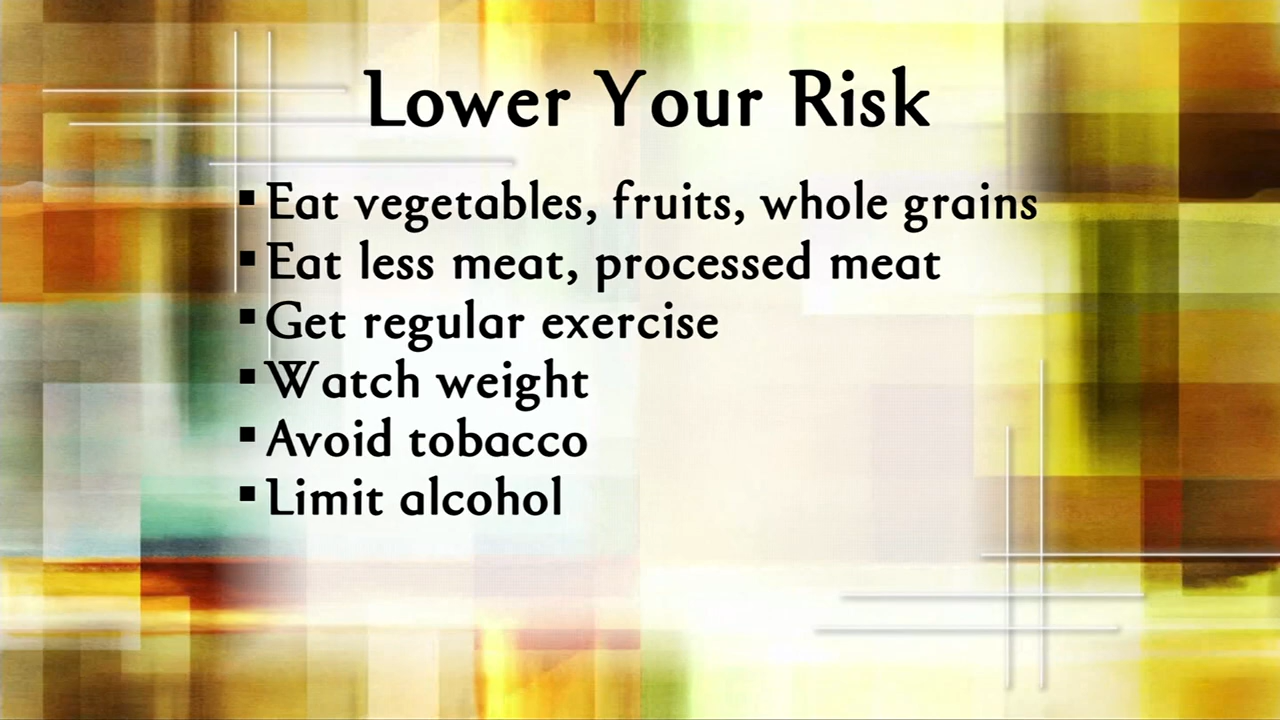 Lower Your Risk
▪ Eat vegetables, fruits, whole grains
▪ Eat less meat, processed meat
▪ Get regular exercise
▪ Watch weight
▪ Avoid tobacco
▪ Limit alcohol